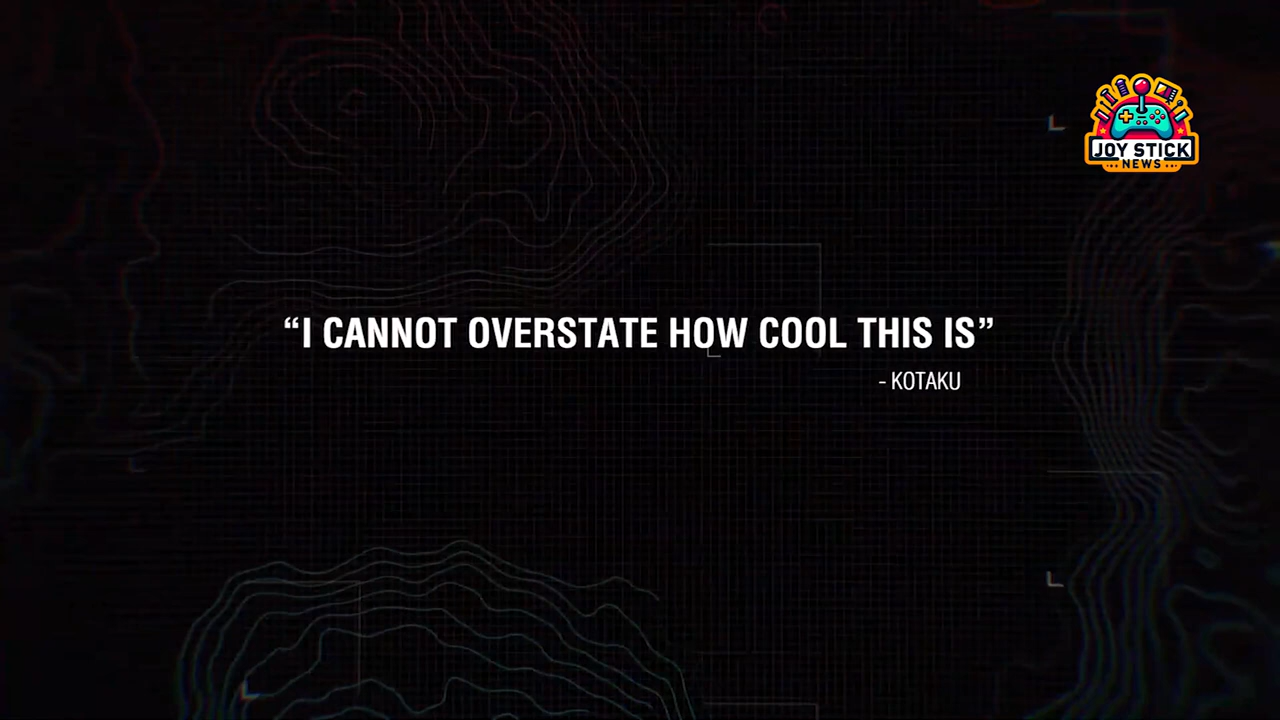 JOY STICK
NEWS
“I CANNOT OVERSTATE HOW COOL THIS IS”
- KOTAKU